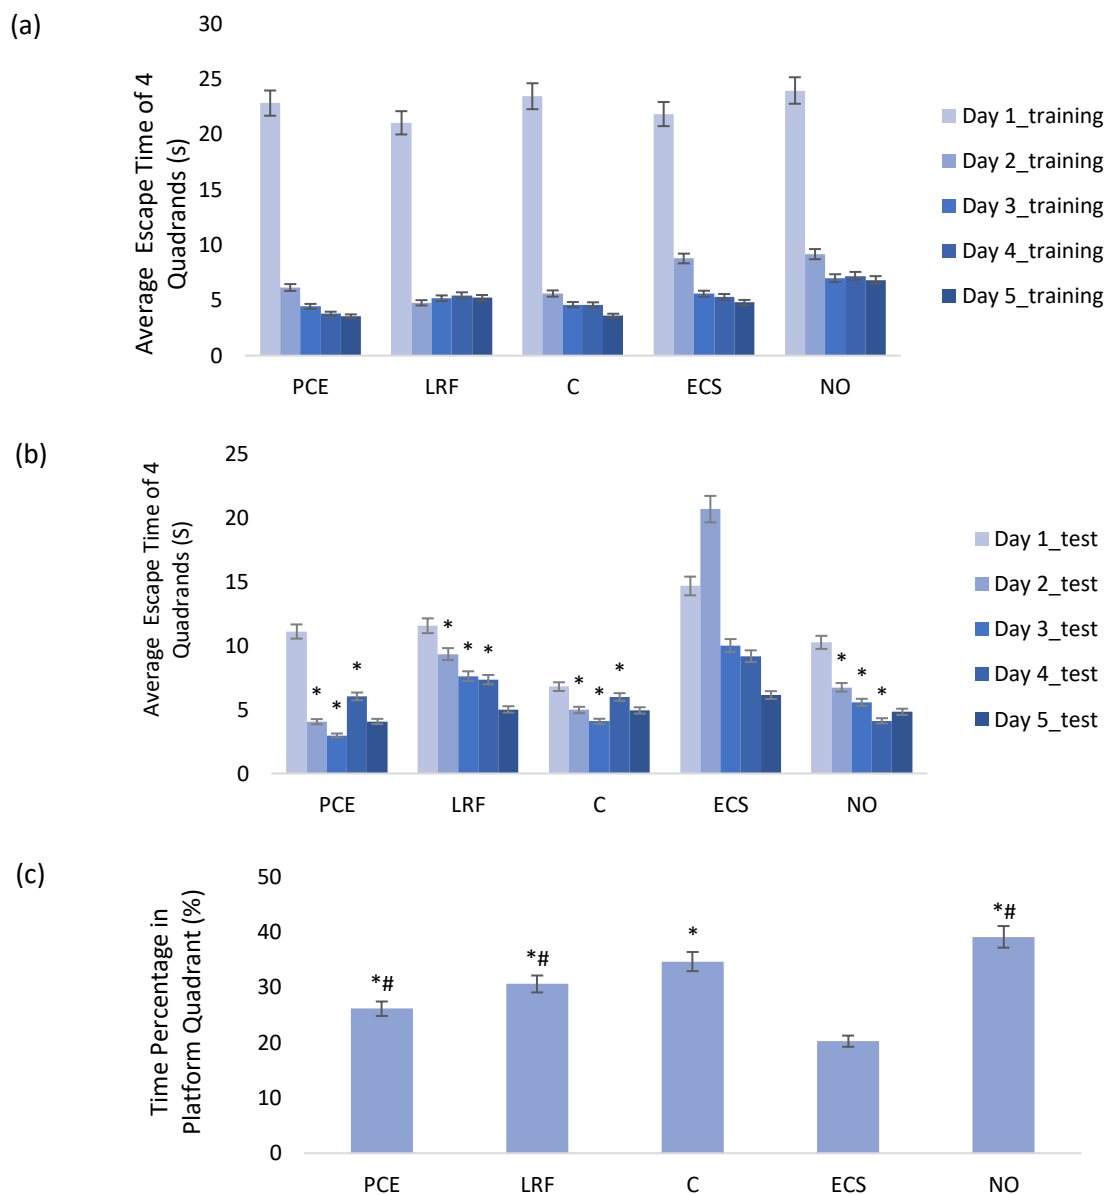 (a)
Average Escape Time of 4
Quadrands (s)
30
25
20
15
10
5
0
PCE LRF C ECS NO
Day 1_training
Day 2_training
Day 3_training
Day 4_training
Day 5_training
(b)
Average Escape Time of 4
Quadrands (S)
25
20
15
10
5
0
* * * * * * * * * * * *
PCE LRF C ECS NO
Day 1_test
Day 2_test
Day 3_test
Day 4_test
Day 5_test
(c)
Time Percentage in
Platform Quadrant (%)
50
40
30
20
10
0
*# *# * *#
PCE LRF C ECS NO